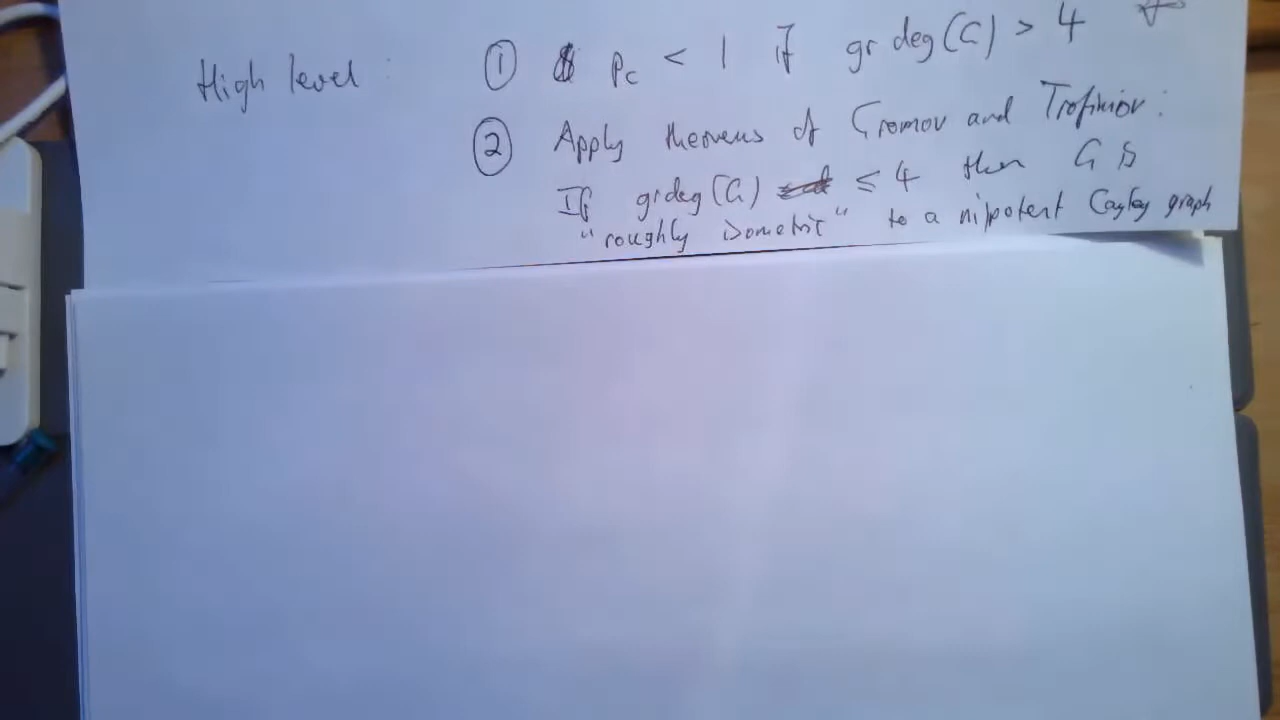 High level : ① p_c < 1 if gr deg(G) > 4
② Apply theorems of Gromov and Trofimov :
If gr deg(G) ≤ 4 then G is
"roughly isometric" to a nilpotent Cayley graph